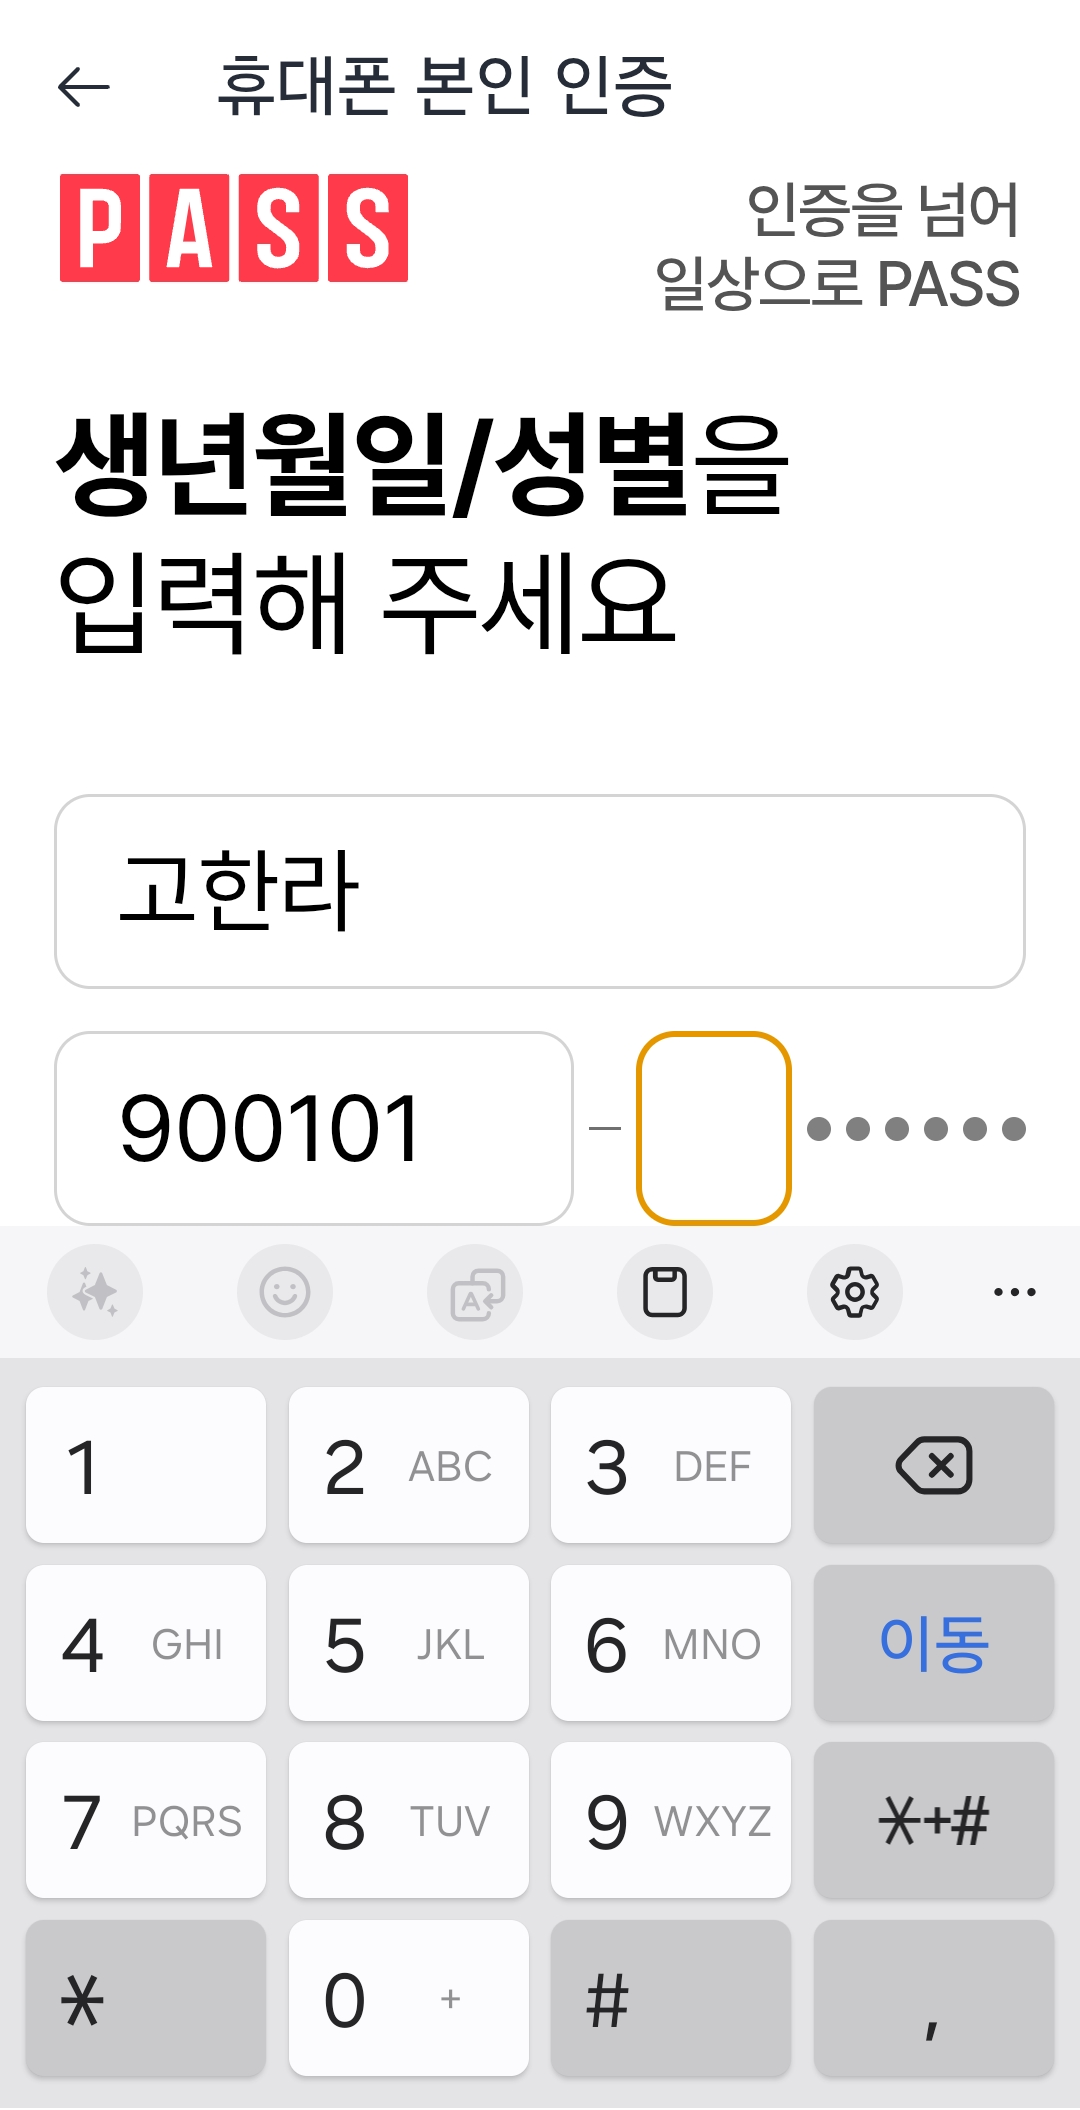 휴대폰 본인 인증
PASS
인증을 넘어
일상으로 PASS
생년월일/성별을
입력해 주세요
고한라
900101 – ●●●●●●
1
2 ABC
3 DEF
4 GHI
5 JKL
6 MNO
이동
7 PQRS
8 TUV
9 WXYZ
*+#
*
0 +
#
,